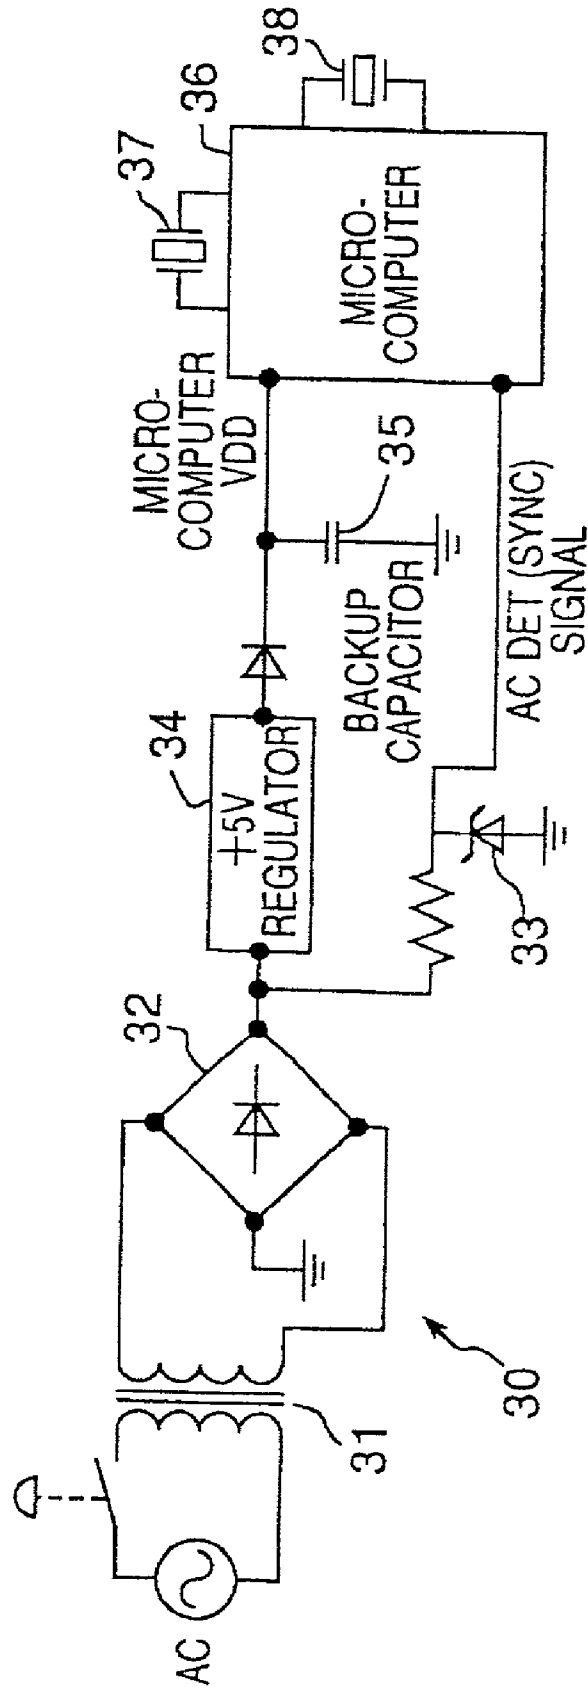 AC
31
30
32
34
+5V
REGULATOR
33
BACKUP
CAPACITOR
35
MICRO-
COMPUTER
VDD
AC DET (SYNC)
SIGNAL
37
36
38
MICRO-
COMPUTER